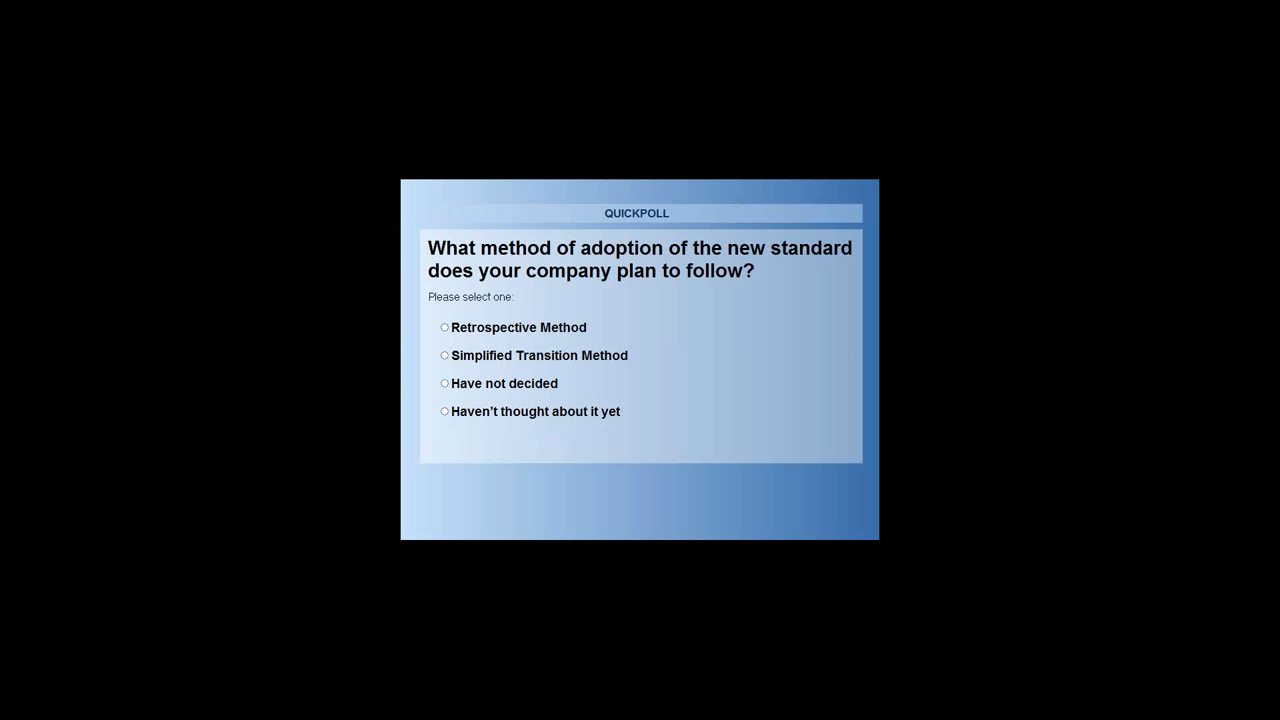 QUICKPOLL
What method of adoption of the new standard
does your company plan to follow?
Please select one:
Retrospective Method
Simplified Transition Method
Have not decided
Haven’t thought about it yet